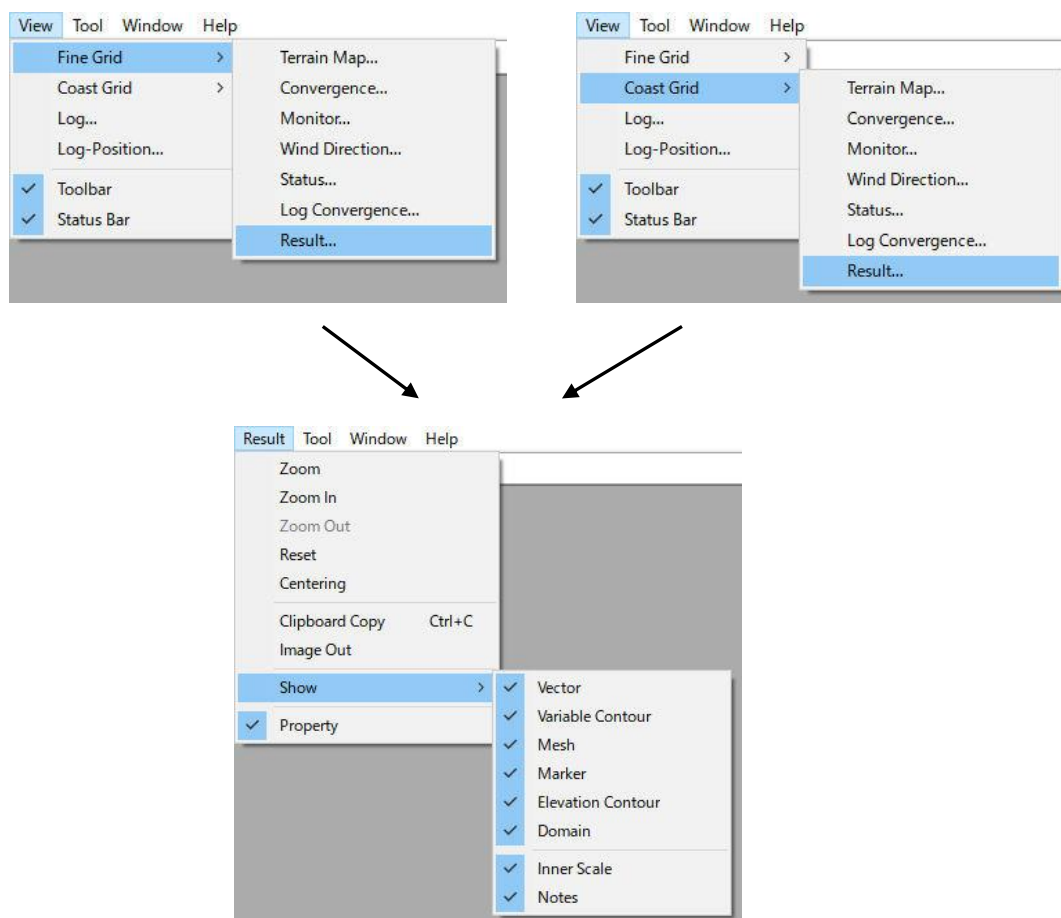 View Tool Window Help
Fine Grid >
Coast Grid >
Log...
Log-Position...
Toolbar
Status Bar
Terrain Map...
Convergence...
Monitor...
Wind Direction...
Status...
Log Convergence...
Result...
View Tool Window Help
Fine Grid >
Coast Grid >
Log...
Log-Position...
Toolbar
Status Bar
Terrain Map...
Convergence...
Monitor...
Wind Direction...
Status...
Log Convergence...
Result...
Result Tool Window Help
Zoom
Zoom In
Zoom Out
Reset
Centering
Clipboard Copy Ctrl+C
Image Out
Show >
Property
Vector
Variable Contour
Mesh
Marker
Elevation Contour
Domain
Inner Scale
Notes